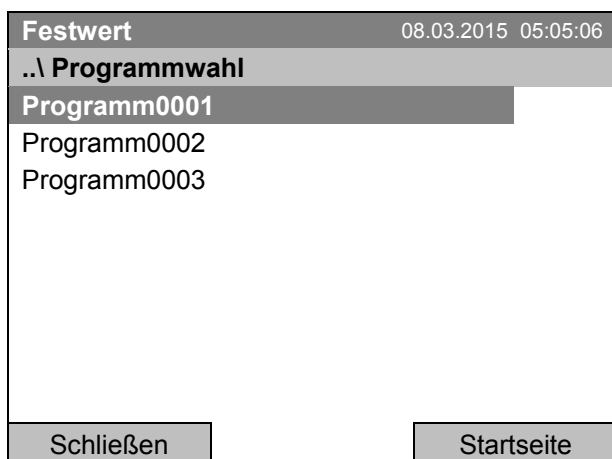 Festwert 08.03.2015 05:05:06
..\ Programmwahl
Programm0001
Programm0002
Programm0003
Schließen Startseite